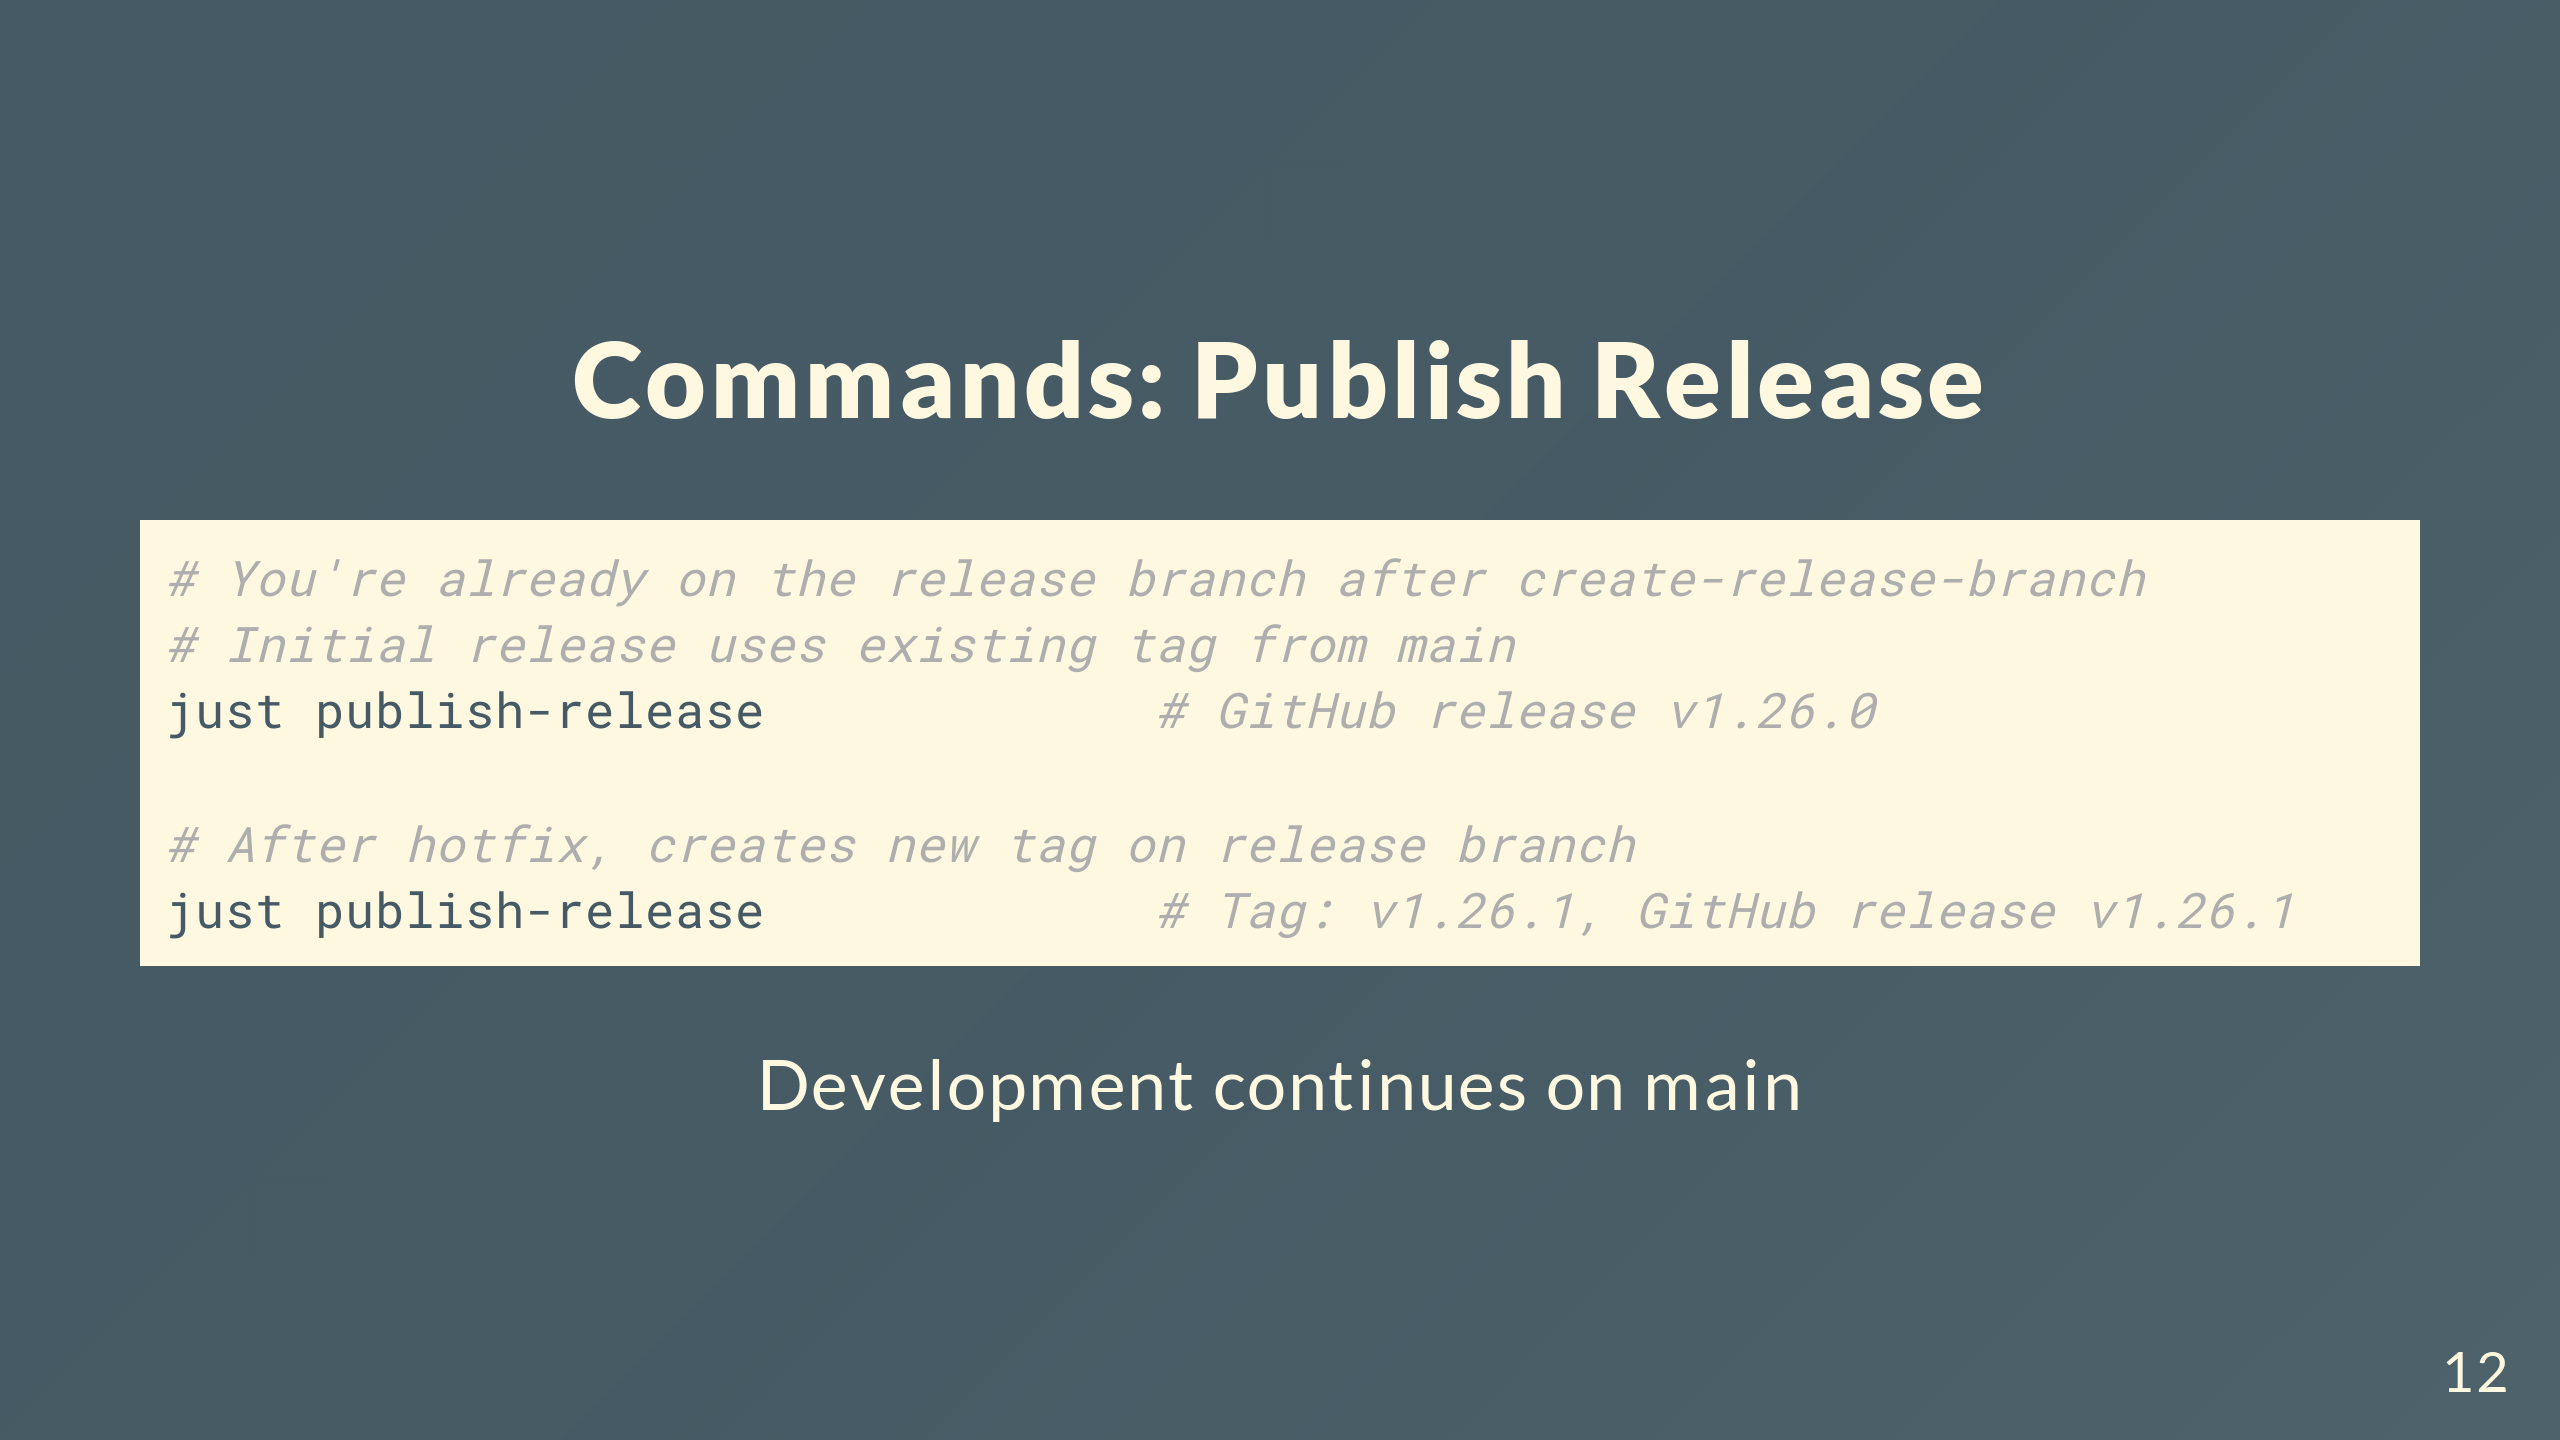 Commands: Publish Release
# You're already on the release branch after create-release-branch
# Initial release uses existing tag from main
just publish-release             # GitHub release v1.26.0
# After hotfix, creates new tag on release branch
just publish-release             # Tag: v1.26.1, GitHub release v1.26.1
Development continues on main
12